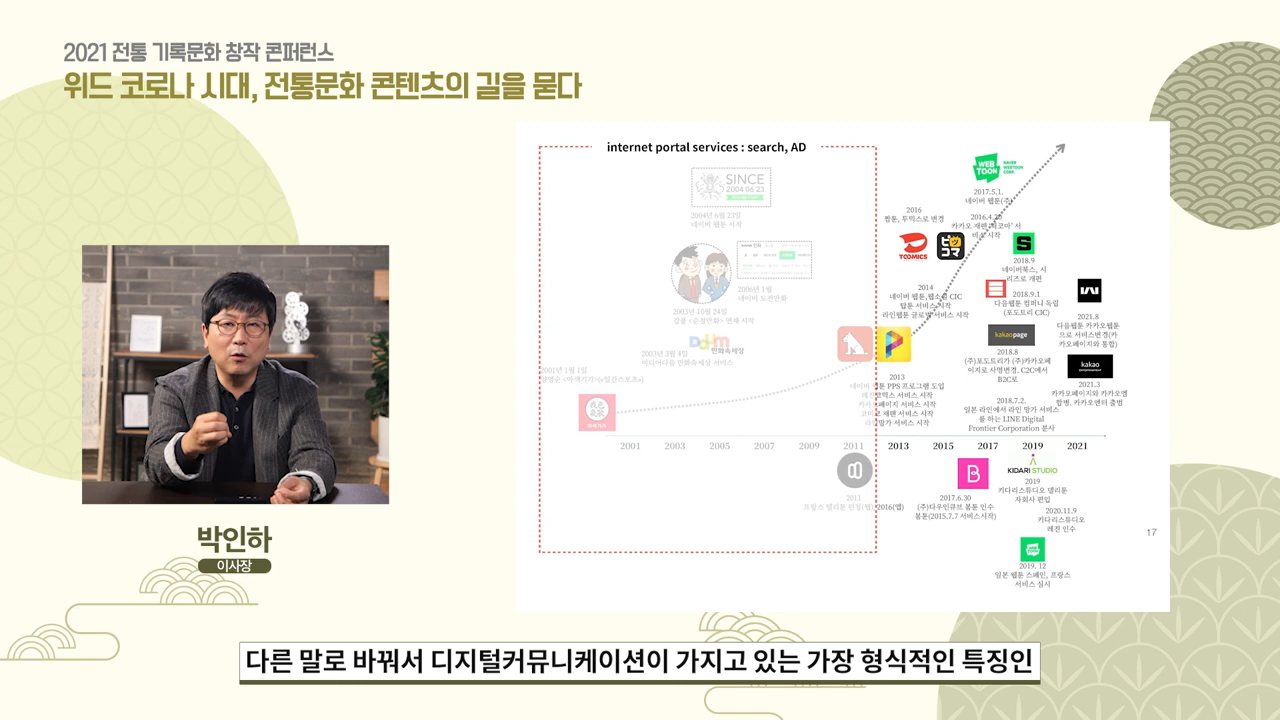 2021 전통 기록문화 창작 콘퍼런스
위드 코로나 시대, 전통문화 콘텐츠의 길을 묻다
internet portal services : search, AD
SINCE
2004 06 23
2004년 6월 23일
네이버 웹툰 시작
2006년 1월
네이버 도전만화
2003년 10월 24일
강풀 <순정만화> 연재 시작
Daum
만화속세상
2003년 3월 4일
미디어다음 만화속세상 서비스
2001년 1월 1일
WEB
TOON
NAVER
WEBTOON
CORP.
2017.5.1.
네이버 웹툰(주)
2016
짬툰, 투믹스로 변경
TOOMICS
ピッコマ
2018.9
네이버북스, 시
리즈로 개편
2014
네이버 웹툰,웹소설 CIC
탑툰 서비스 시작
라인웹툰 글로벌 서비스 시작
2018.9.1
다음웹툰 컴퍼니 독립
(포도트리 CIC)
kakaopage
2018.8
(주)포도트리가 (주)카카오페
이지로 사명변경. C2C에서
B2C로
2021.8
다음웹툰 카카오웹툰
으로 서비스변경(카
카오페이지와 통합)
kakao
ENTERTAINMENT
2021.3
카카오페이지와 카카오엠
합병, 카카오엔터 출범
2013
네이버 웹툰 PPS 프로그램 도입
레진코믹스 서비스 시작
카카오페이지 서비스 시작
코미코 재팬 서비스 시작
라인망가 서비스 시작
2018.7.2.
일본 라인에서 라인 망가 서비스
를 하는 LINE Digital
Frontier Corporation 분사
2001 2003 2005 2007 2009 2011 2013 2015 2017 2019 2021
2011
프랑스 델리툰 런칭(웹), 2016(앱)
B
2017.6.30
(주)다우인큐브 봄툰 인수
봄툰(2015.7.7 서비스시작)
KIDARI STUDIO
2019
키다리스튜디오 델리툰
자회사 편입
2020.11.9
키다리스튜디오
레진 인수
2019. 12
일본 웹툰 스페인, 프랑스
서비스 실시
17
박인하
이사장
다른 말로 바꿔서 디지털커뮤니케이션이 가지고 있는 가장 형식적인 특징인